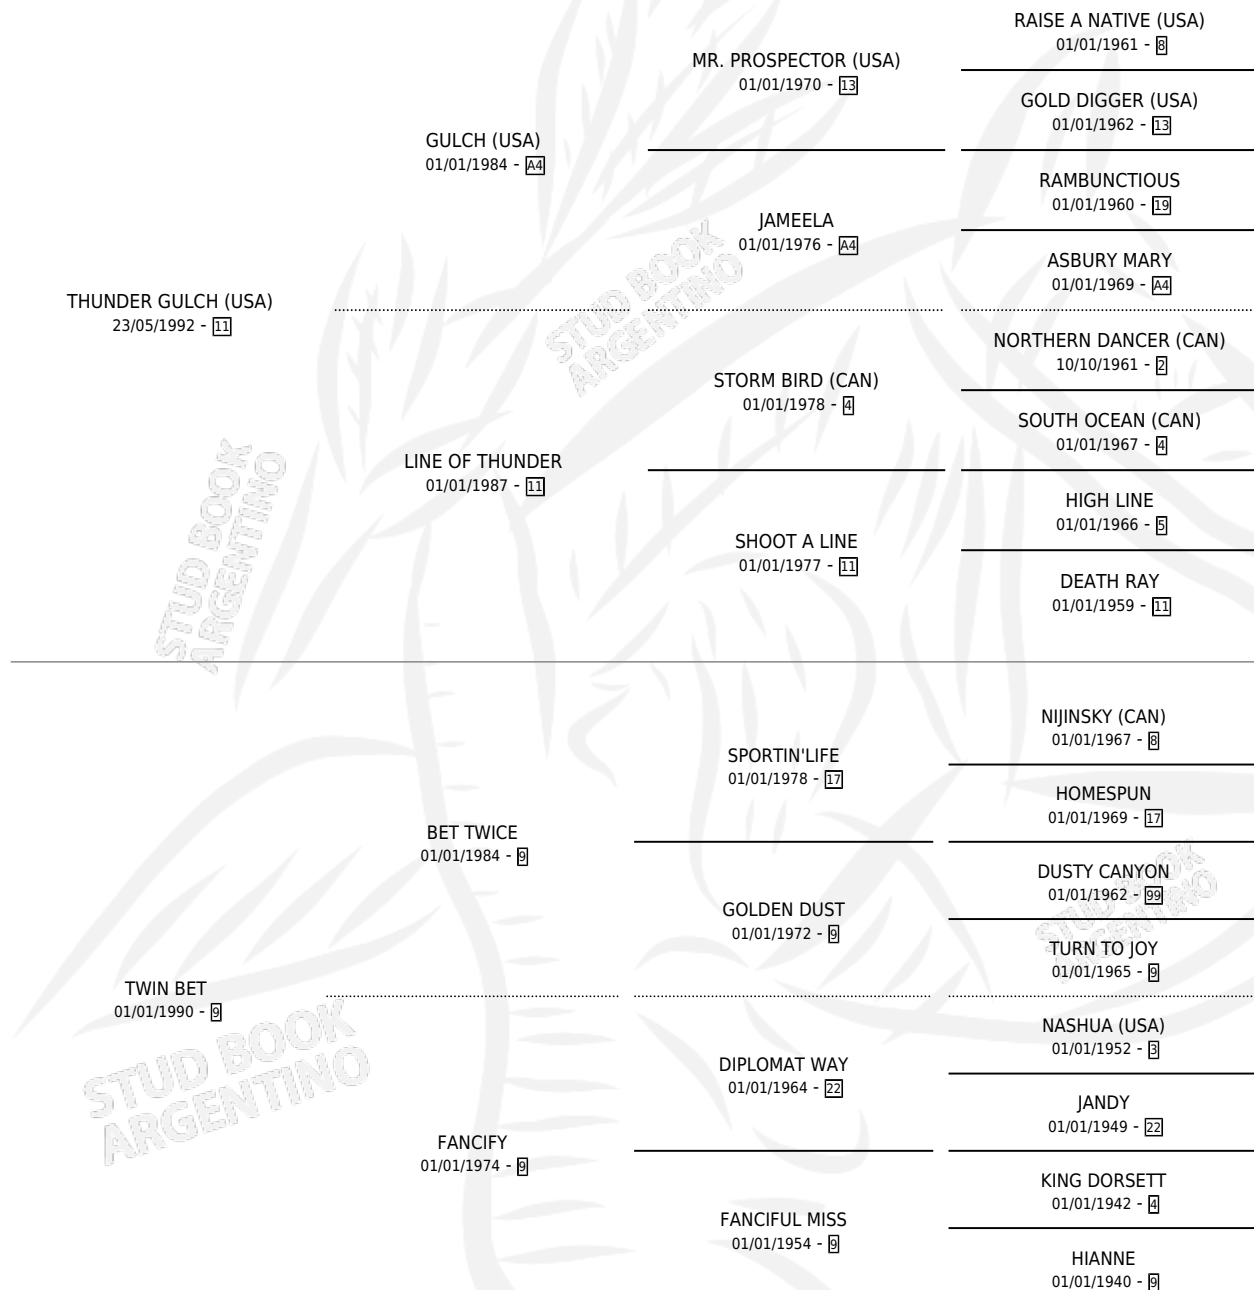 THUNDER GULCH (USA)
23/05/1992 - 11
GULCH (USA)
01/01/1984 - A4
MR. PROSPECTOR (USA)
01/01/1970 - 13
RAISE A NATIVE (USA)
01/01/1961 - 8
GOLD DIGGER (USA)
01/01/1962 - 13
JAMEELA
01/01/1976 - A4
RAMBUNCTIOUS
01/01/1960 - 19
ASBURY MARY
01/01/1969 - A4
LINE OF THUNDER
01/01/1987 - 11
STORM BIRD (CAN)
01/01/1978 - 4
NORTHERN DANCER (CAN)
10/10/1961 - 2
SOUTH OCEAN (CAN)
01/01/1967 - 4
SHOOT A LINE
01/01/1977 - 11
HIGH LINE
01/01/1966 - 5
DEATH RAY
01/01/1959 - 11
TWIN BET
01/01/1990 - 9
BET TWICE
01/01/1984 - 9
SPORTIN'LIFE
01/01/1978 - 17
NIJINSKY (CAN)
01/01/1967 - 8
HOMESPUN
01/01/1969 - 17
GOLDEN DUST
01/01/1972 - 9
DUSTY CANYON
01/01/1962 - 99
TURN TO JOY
01/01/1965 - 9
FANCIFY
01/01/1974 - 9
DIPLOMAT WAY
01/01/1964 - 22
NASHUA (USA)
01/01/1952 - 3
JANDY
01/01/1949 - 22
FANCIFUL MISS
01/01/1954 - 9
KING DORSETT
01/01/1942 - 4
HIANNE
01/01/1940 - 9
STUD BOOK
ARGENTINO
STUD BOOK
ARGENTINO
STUD BOOK
ARGENTINO
STUD BOOK
ARGENTINO